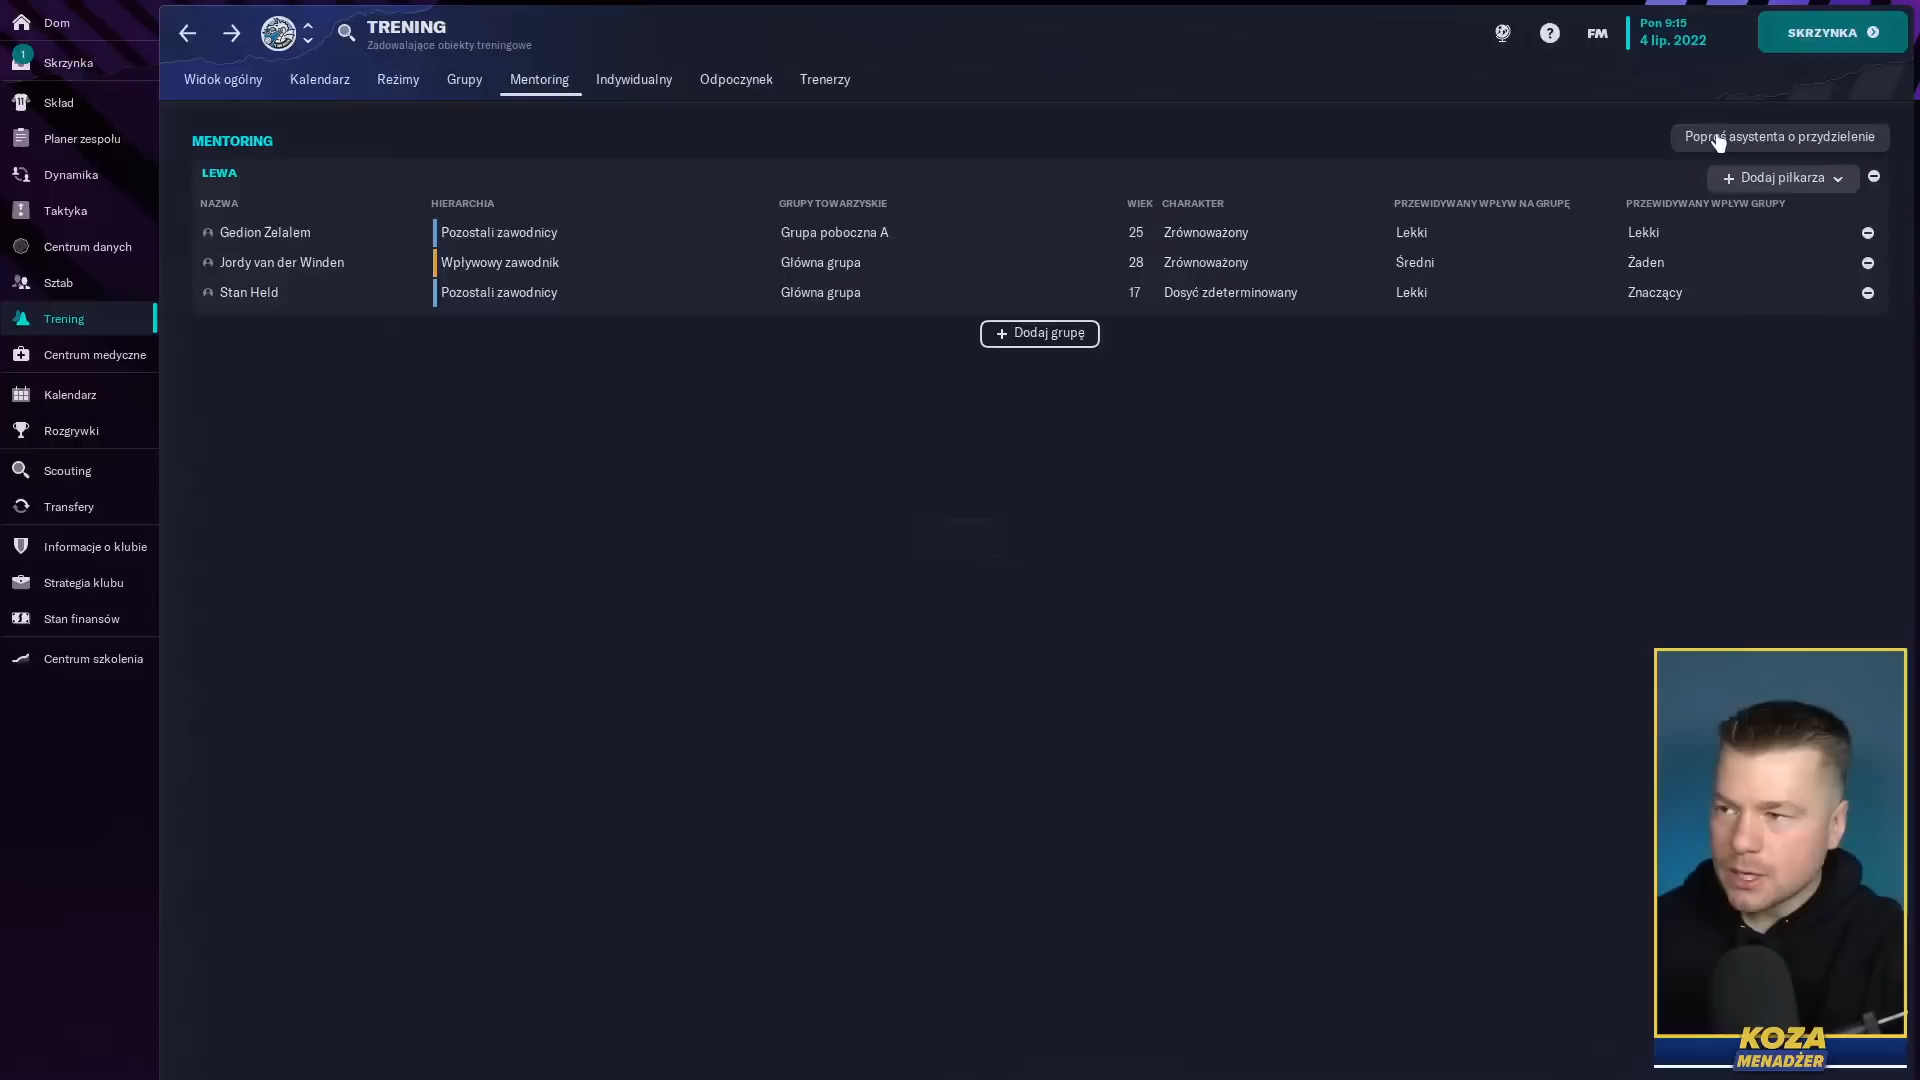 Dom
1
Skrzynka
Skład
Planer zespołu
Dynamika
Taktyka
Centrum danych
Sztab
Trening
Centrum medyczne
Kalendarz
Rozgrywki
Scouting
Transfery
Informacje o klubie
Strategia klubu
Stan finansów
Centrum szkolenia
TRENING
Zadowalające obiekty treningowe
?
FM
Pon 9:15
4 lip. 2022
SKRZYNKA
Widok ogólny Kalendarz Reżimy Grupy Mentoring Indywidualny Odpoczynek Trenerzy
MENTORING
Poproś asystenta o przydzielenie
LEWA
Dodaj piłkarza
NAZWA HIERARCHIA GRUPY TOWARZYSKIE WIEK CHARAKTER PRZEWIDYWANY WPŁYW NA GRUPĘ PRZEWIDYWANY WPŁYW GRUPY
Gedion Zelalem Pozostali zawodnicy Grupa poboczna A 25 Zrównoważony Lekki Lekki
Jordy van der Winden Wpływowy zawodnik Główna grupa 28 Zrównoważony Średni Żaden
Stan Held Pozostali zawodnicy Główna grupa 17 Dosyć zdeterminowany Lekki Znaczący
Dodaj grupę
KOZA
MENADŻER